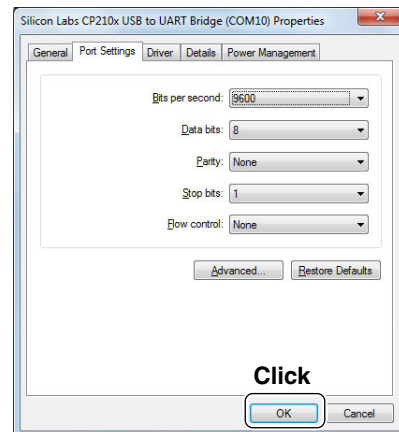 Silicon Labs CP210x USB to UART Bridge (COM10) Properties
General Port Settings Driver Details Power Management
Bits per second: 9600
Data bits: 8
Parity: None
Stop bits: 1
Flow control: None
Advanced... Restore Defaults
Click
OK Cancel